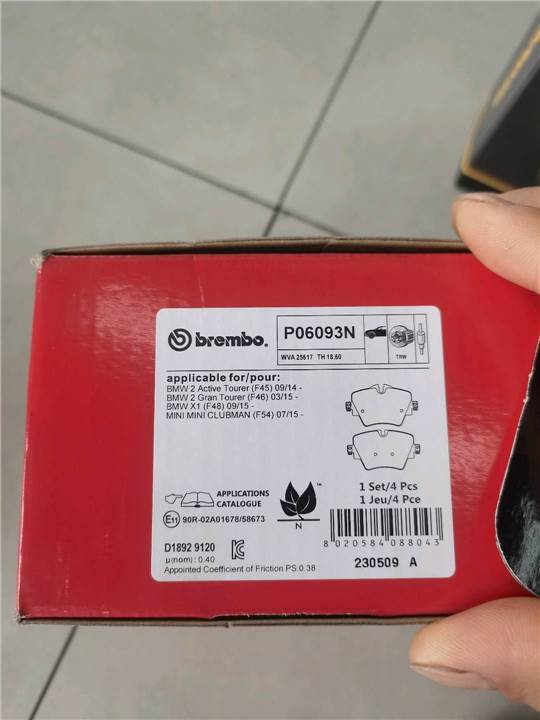 brembo.
P06093N
WVA 25617 TH 18.60
TRW
applicable for/pour:
BMW 2 Active Tourer (F45) 09/14 -
BMW 2 Gran Tourer (F46) 03/15 -
BMW X1 (F48) 09/15 -
MINI MINI CLUBMAN (F54) 07/15 -
APPLICATIONS
CATALOGUE
TM
N
1 Set/4 Pcs
1 Jeu/4 Pce
E11 90R-02A01678/58673
8020584088043
D1892 9120
μ(nom): 0.40
Appointed Coefficient of Friction PS:0.38
230509 A